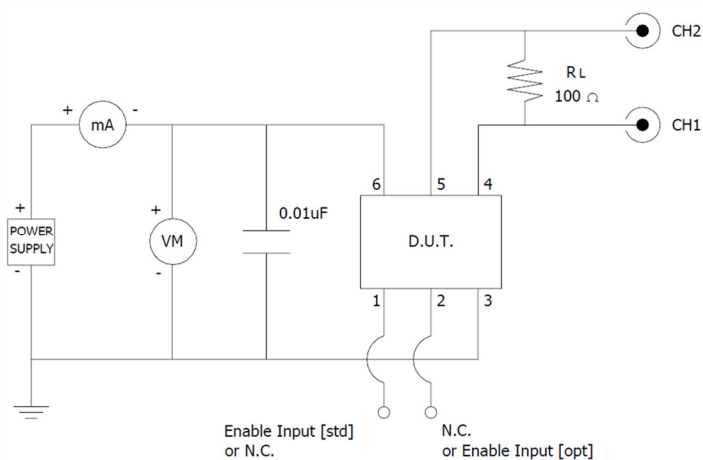 CH2
RL
100 Ω
CH1
+ mA -
6 5 4
+
POWER
SUPPLY
-
+
VM
-
0.01uF
D.U.T.
1 2 3
Enable Input [std]
or N.C.
N.C.
or Enable Input [opt]